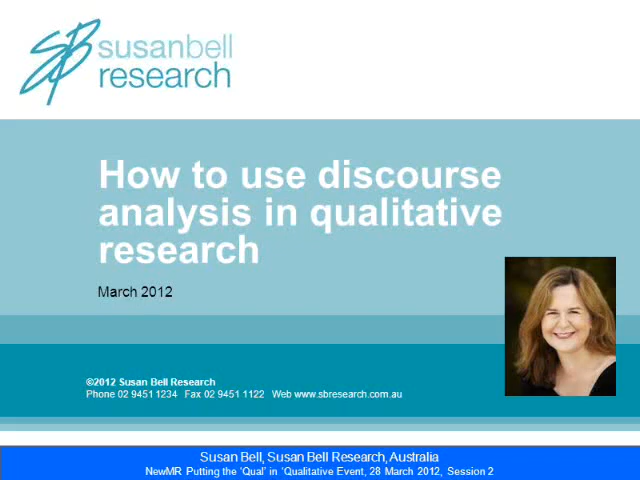 susanbell
research
How to use discourse
analysis in qualitative
research
March 2012
©2012 Susan Bell Research
Phone 02 9451 1234 Fax 02 9451 1122 Web www.sbresearch.com.au
Susan Bell, Susan Bell Research, Australia
NewMR Putting the 'Qual' in 'Qualitative Event, 28 March 2012, Session 2